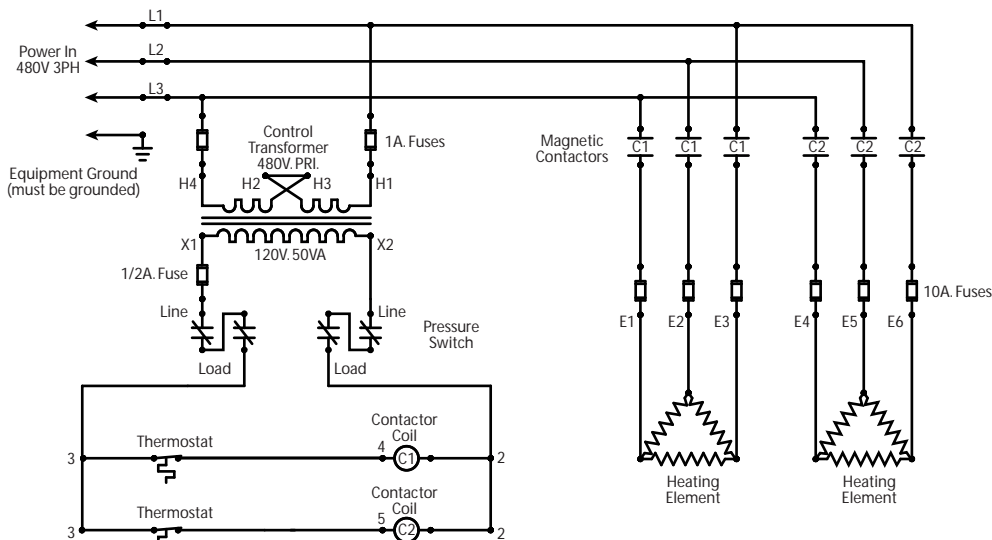 L1
Power In
480V 3PH
L2
L3
Equipment Ground
(must be grounded)
Control
Transformer
480V. PRI.
1A. Fuses
H4
H2
H3
H1
X1
X2
120V. 50VA
1/2A. Fuse
Line
Line
Pressure
Switch
Load
Load
Magnetic
Contactors
C1
C1
C1
C2
C2
C2
10A. Fuses
E1
E2
E3
E4
E5
E6
Heating
Element
Heating
Element
3
Thermostat
4
Contactor
Coil
C1
2
3
Thermostat
5
Contactor
Coil
C2
2